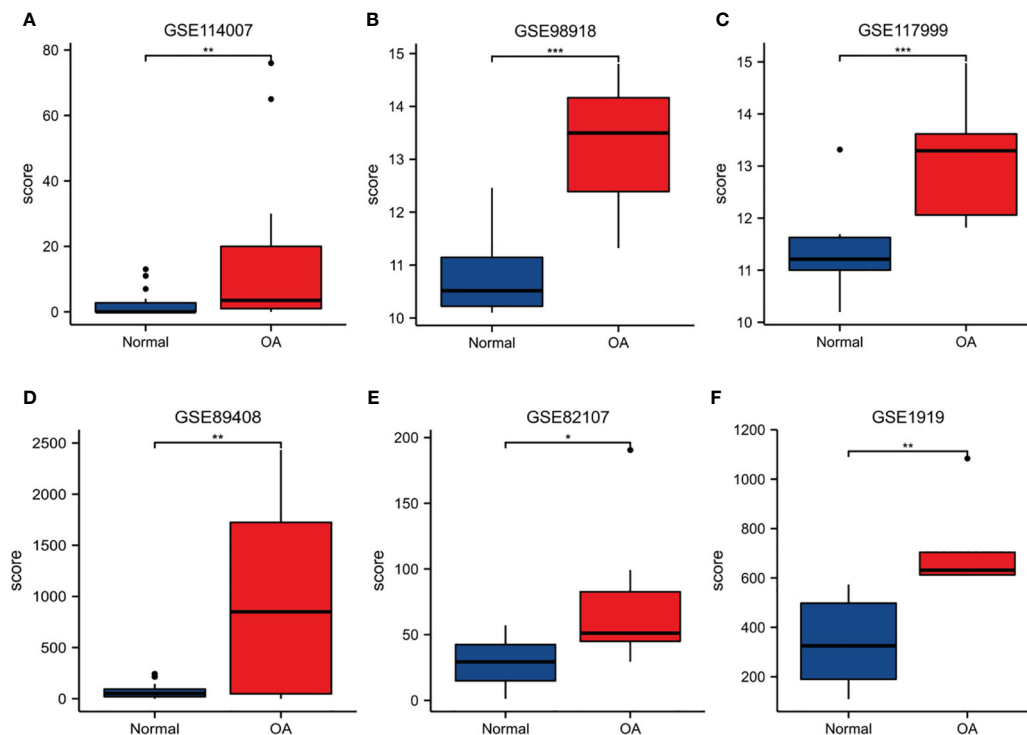 A
GSE114007
**
80
60
40
20
0
score
Normal OA
B
GSE98918
***
15
14
13
12
11
10
score
Normal OA
C
GSE117999
***
15
14
13
12
11
10
score
Normal OA
D
GSE89408
**
2500
2000
1500
1000
500
0
score
Normal OA
E
GSE82107
*
200
150
100
50
0
score
Normal OA
F
GSE1919
**
1200
1000
800
600
400
200
score
Normal OA